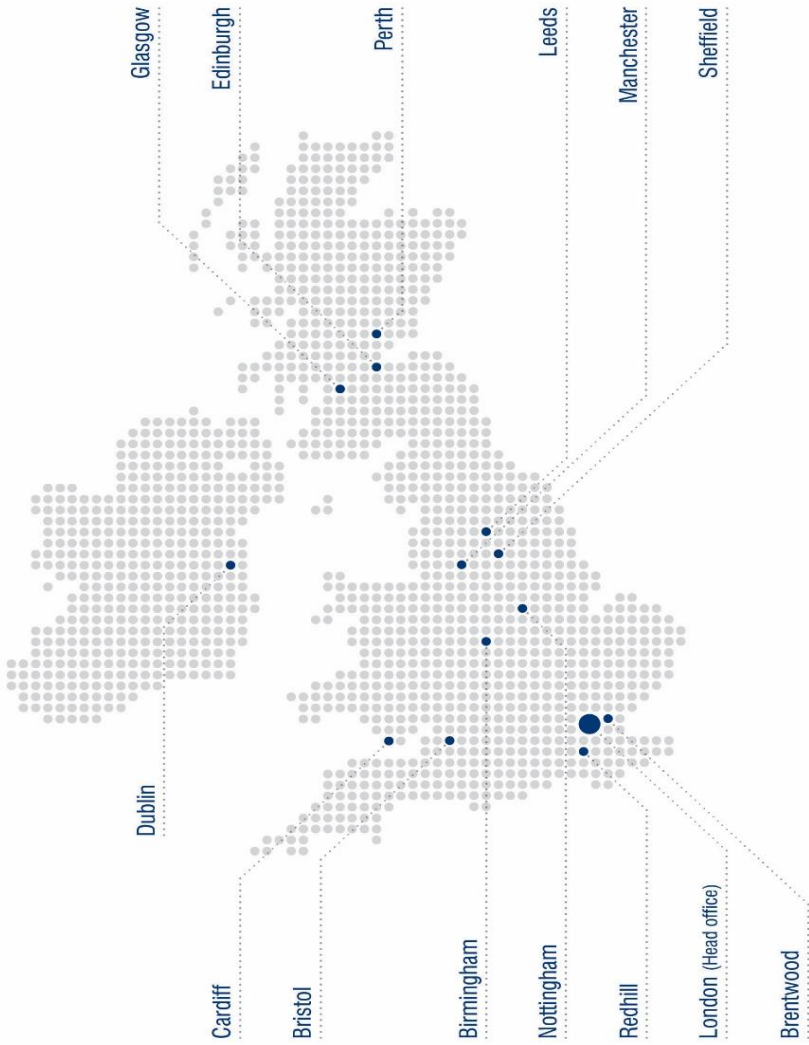 Glasgow
Edinburgh
Perth
Leeds
Manchester
Sheffield
Dublin
Cardiff
Bristol
Birmingham
Nottingham
Redhill
London (Head office)
Brentwood